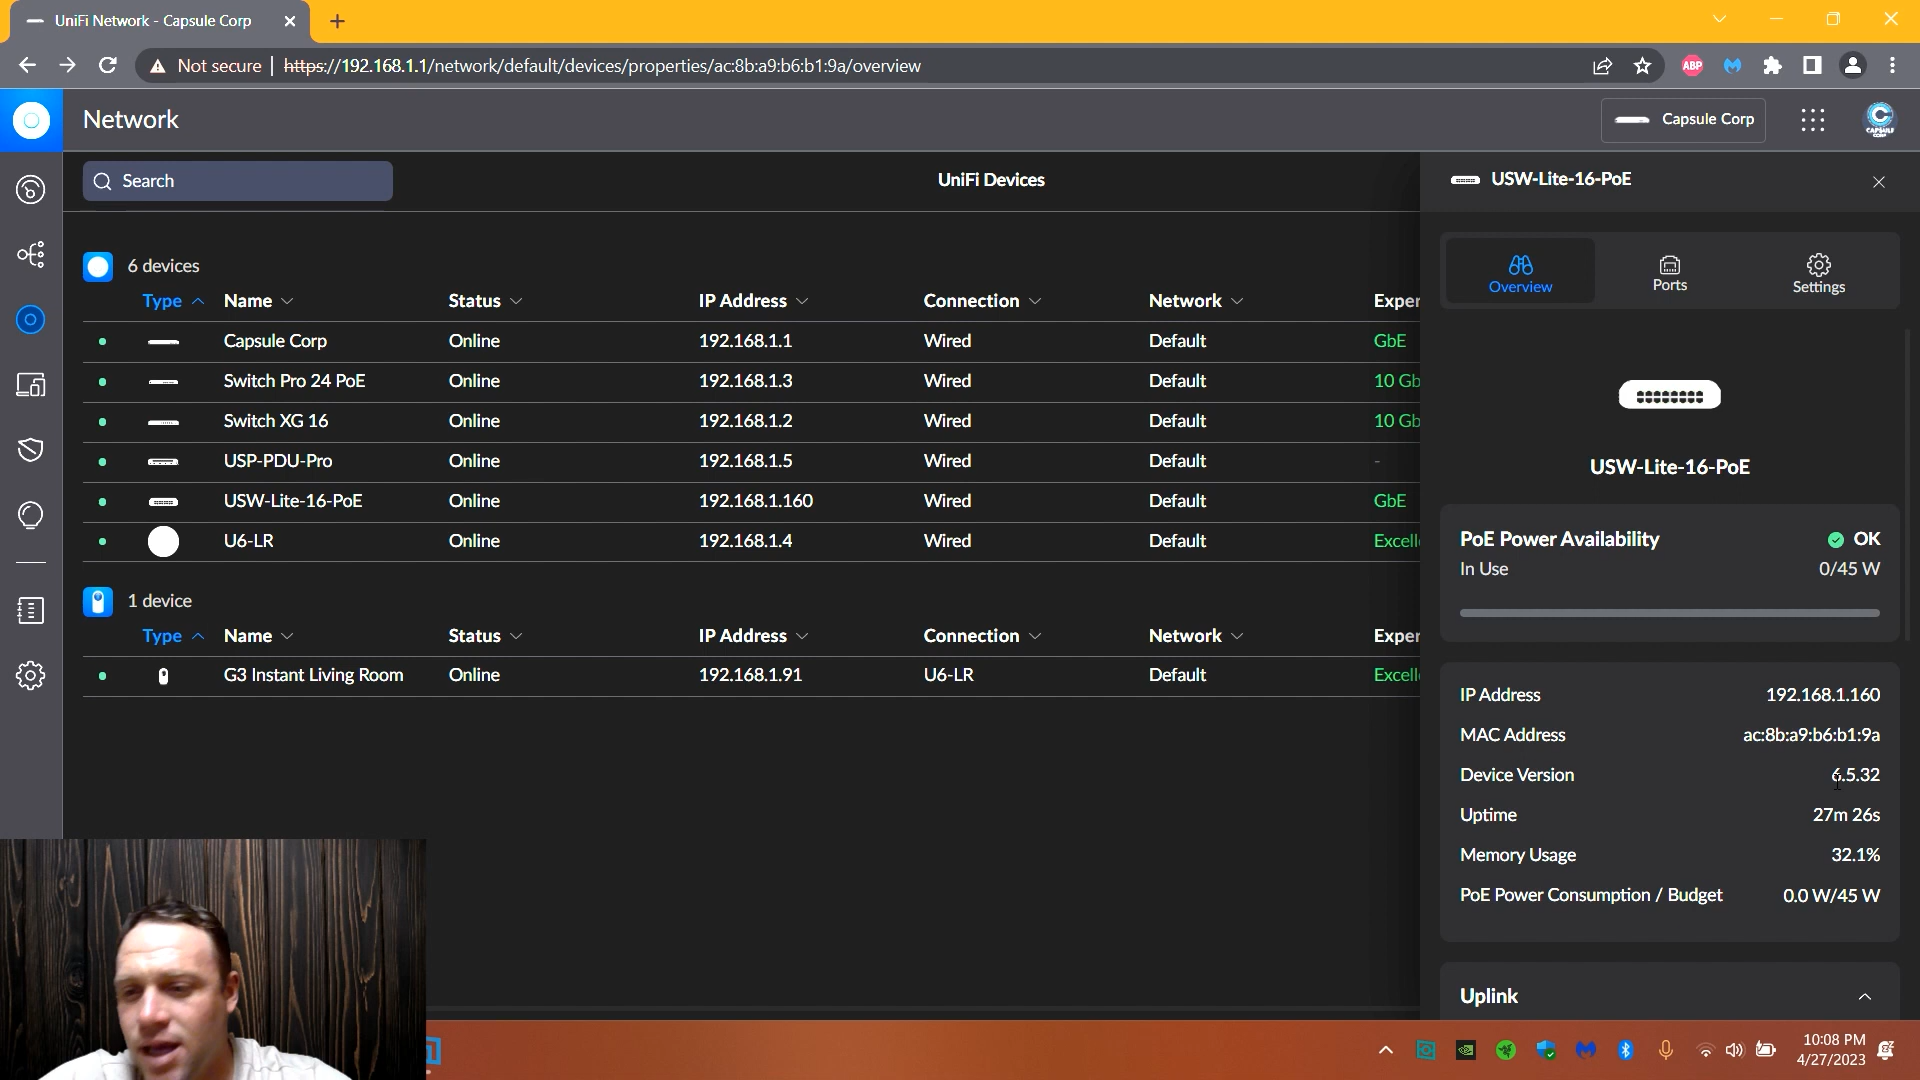 UniFi Network - Capsule Corp
Not secure | https://192.168.1.1/network/default/devices/properties/ac:8b:a9:b6:b1:9a/overview
ABP
Network
Capsule Corp
CAPSULE
CORP
Search
UniFi Devices
USW-Lite-16-PoE
6 devices
Type Name Status IP Address Connection Network Exper
Capsule Corp Online 192.168.1.1 Wired Default GbE
Switch Pro 24 PoE Online 192.168.1.3 Wired Default 10 Gb
Switch XG 16 Online 192.168.1.2 Wired Default 10 Gb
USP-PDU-Pro Online 192.168.1.5 Wired Default -
USW-Lite-16-PoE Online 192.168.1.160 Wired Default GbE
U6-LR Online 192.168.1.4 Wired Default Excell
1 device
Type Name Status IP Address Connection Network Exper
G3 Instant Living Room Online 192.168.1.91 U6-LR Default Excell
Overview
Ports
Settings
USW-Lite-16-PoE
PoE Power Availability OK
In Use 0/45 W
IP Address 192.168.1.160
MAC Address ac:8b:a9:b6:b1:9a
Device Version 6.5.32
Uptime 27m 26s
Memory Usage 32.1%
PoE Power Consumption / Budget 0.0 W/45 W
Uplink
10:08 PM
4/27/2023